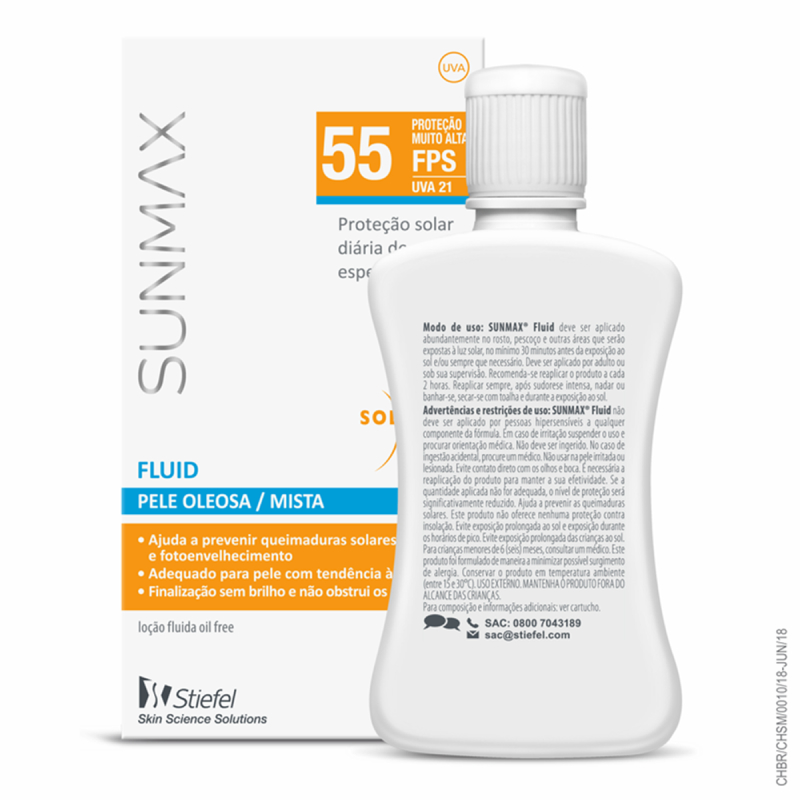 UVA
SUNMAX
55
PROTEÇÃO
MUITO ALTA
FPS
UVA 21
Proteção solar
diária de
FLUID
PELE OLEOSA / MISTA
• Ajuda a prevenir queimaduras solares
e fotoenvelhecimento
• Adequado para pele com tendência à
• Finalização sem brilho e não obstrui os
loção fluida oil free
Stiefel
Skin Science Solutions
Modo de uso: SUNMAX® Fluid deve ser aplicado
abundantemente no rosto, pescoço e outras áreas que serão
expostas à luz solar, no mínimo 30 minutos antes da exposição ao
sol e/ou sempre que necessário. Deve ser aplicado por adulto ou
sob sua supervisão. Recomenda-se reaplicar o produto a cada
2 horas. Reaplicar sempre, após sudorese intensa, nadar ou
banhar-se, secar-se com toalha e durante a exposição ao sol.
Advertências e restrições de uso: SUNMAX® Fluid não
deve ser aplicado por pessoas hipersensíveis a qualquer
componente da fórmula. Em caso de irritação suspender o uso e
procurar orientação médica. Não deve ser ingerido. No caso de
ingestão acidental, procure um médico. Não usar na pele irritada ou
lesionada. Evite contato direto com os olhos e boca. É necessária a
reaplicação do produto para manter a sua efetividade. Se a
quantidade aplicada não for adequada, o nível de proteção será
significativamente reduzido. Ajuda a prevenir as queimaduras
solares. Este produto não oferece nenhuma proteção contra
insolação. Evite exposição prolongada ao sol e exposição durante
os horários de pico. Evite exposição prolongada das crianças ao sol.
Para crianças menores de 6 (seis) meses, consultar um médico. Este
produto foi formulado de maneira a minimizar possível surgimento
de alergia. Conservar o produto em temperatura ambiente
(entre 15 e 30°C). USO EXTERNO. MANTENHA O PRODUTO FORA DO
ALCANCE DAS CRIANÇAS.
Para composição e informações adicionais: ver cartucho.
SAC: 0800 7043189
sac@stiefel.com
CHBR/CHSM/0010/18-JUN/18